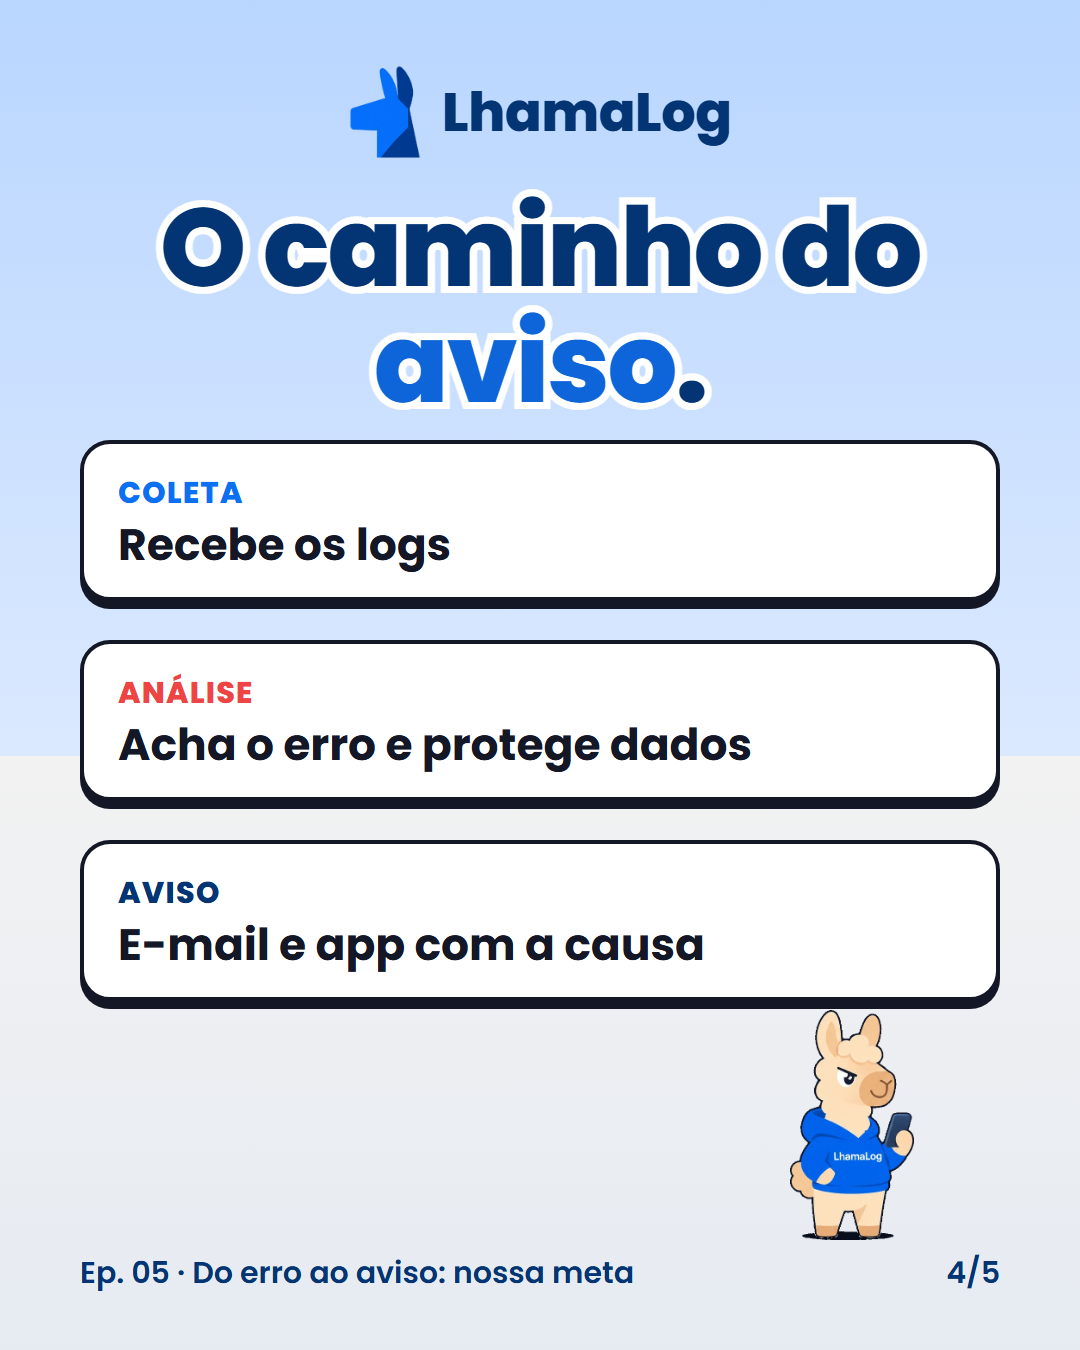 LhamaLog
O caminho do
aviso.
COLETA
Recebe os logs
ANÁLISE
Acha o erro e protege dados
AVISO
E-mail e app com a causa
LhamaLog
Ep. 05 · Do erro ao aviso: nossa meta
4/5